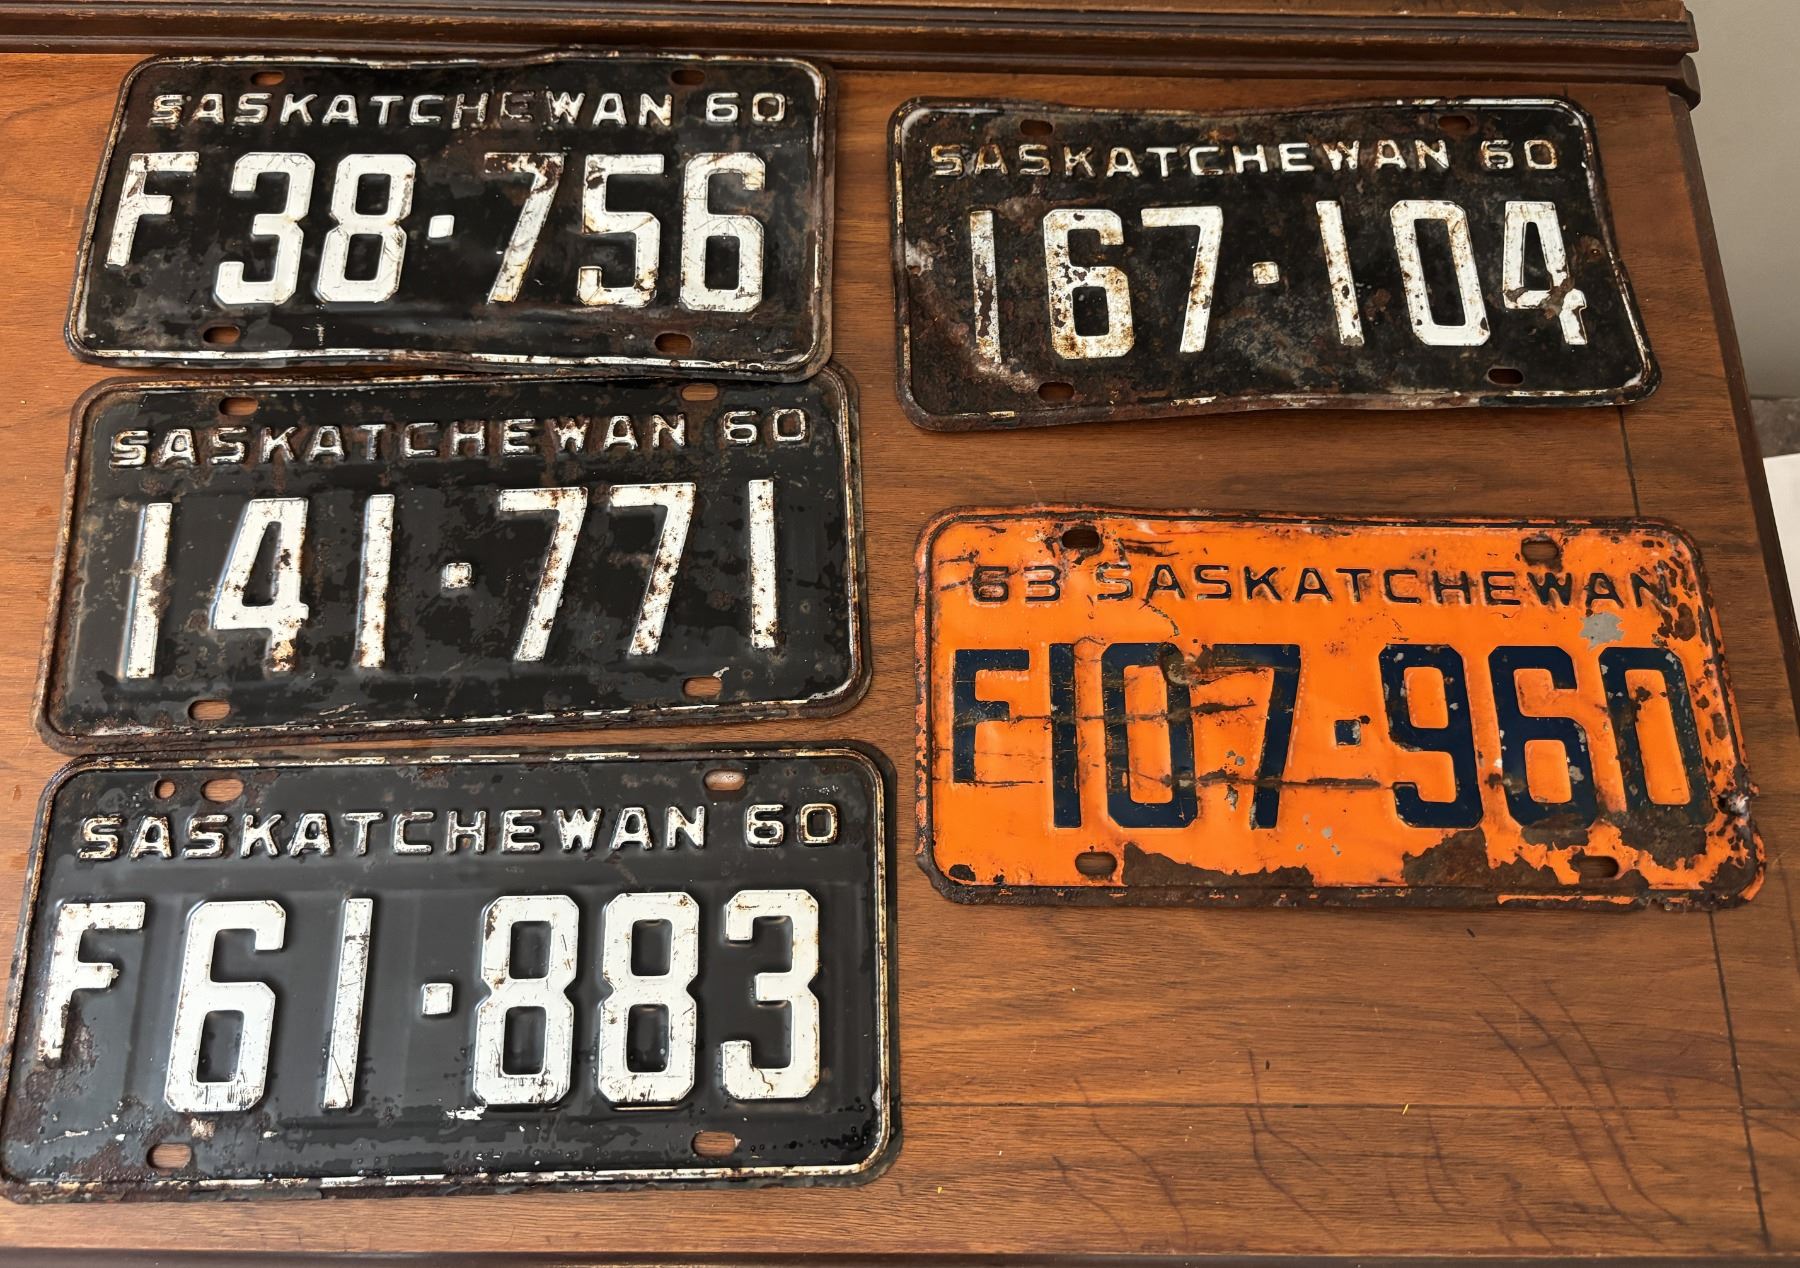 SASKATCHEWAN 60
F38·756
SASKATCHEWAN 60
141·771
SASKATCHEWAN 60
F61·883
SASKATCHEWAN 60
167·104
63 SASKATCHEWAN
F107·960